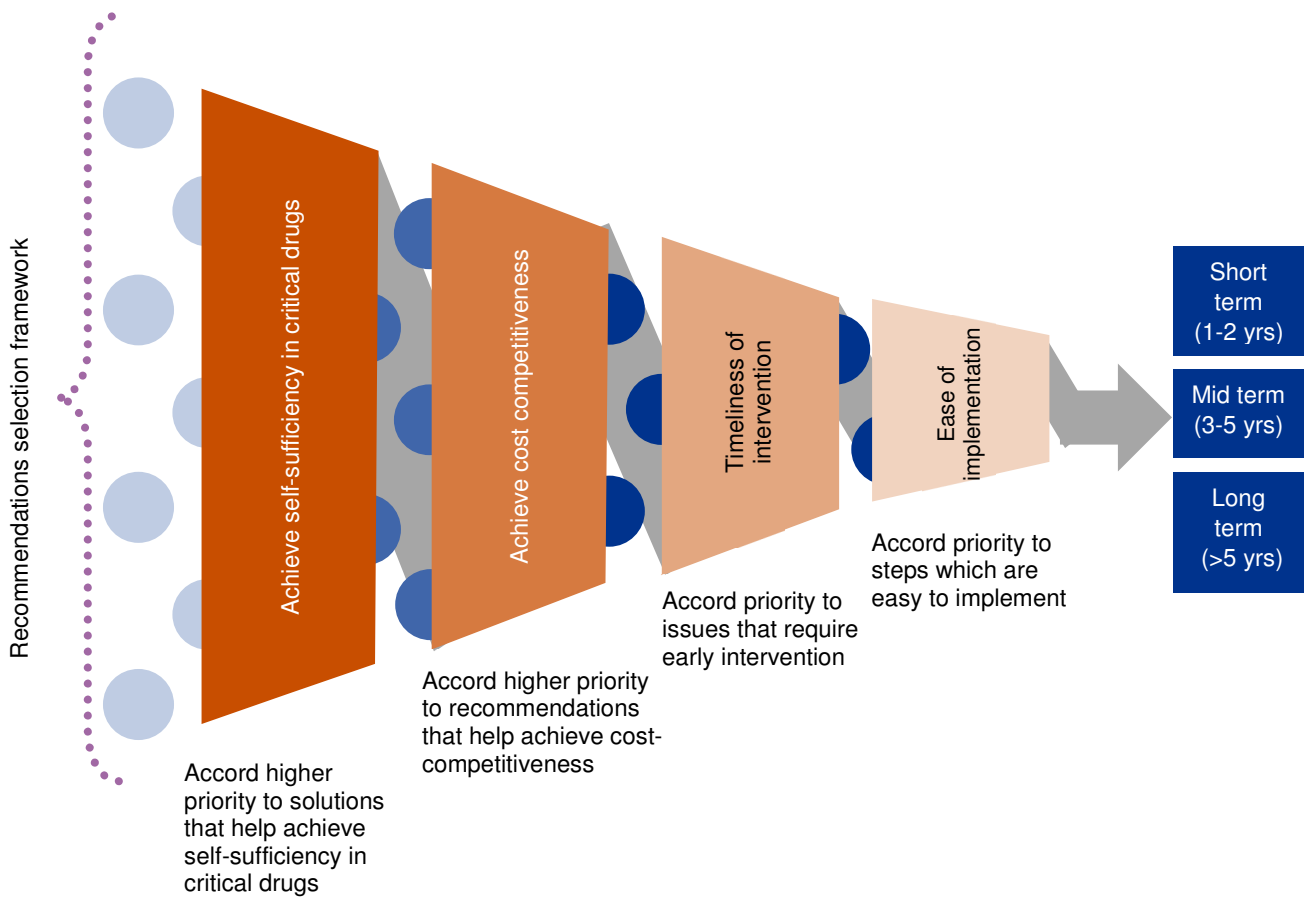 Recommendations selection framework
Achieve self-sufficiency in critical drugs
Accord higher
priority to solutions
that help achieve
self-sufficiency in
critical drugs
Achieve cost competitiveness
Accord higher priority
to recommendations
that help achieve cost-
competitiveness
Timeliness of
intervention
Accord priority to
issues that require
early intervention
Ease of
implementation
Accord priority to
steps which are
easy to implement
Short
term
(1-2 yrs)
Mid term
(3-5 yrs)
Long
term
(>5 yrs)